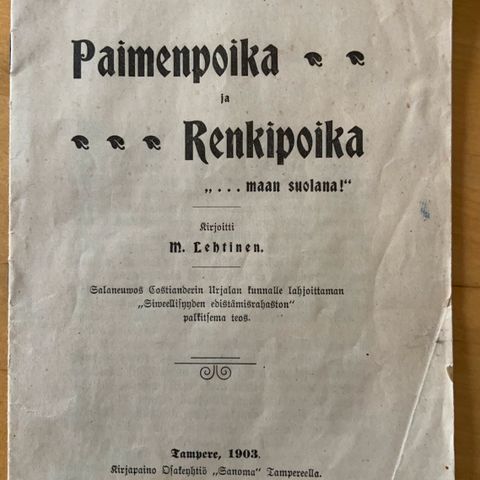 Paimenpoika
ja
Renkipoika
„. . . maan suolana!“
Kirjoitti
M. Lehtinen.
Salaneuwos Costianderin Urjalan kunnalle lahjoittaman
„Siweellisyyden edistämisrahaston“
palkitsema teos.
Tampere, 1903.
Kirjapaino Osakeyhtiö „Sanoma“ Tampereella.